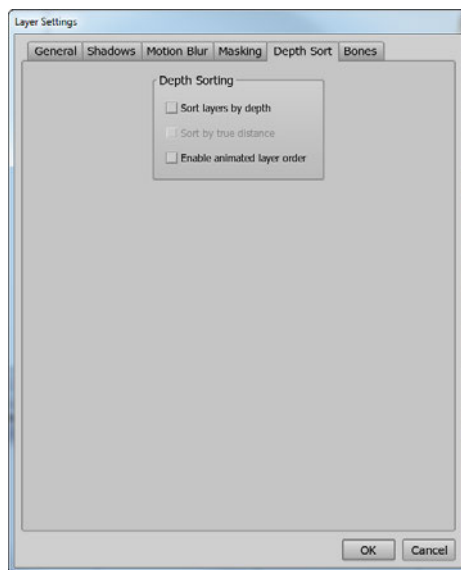 Layer Settings
General Shadows Motion Blur Masking Depth Sort Bones
Depth Sorting
Sort layers by depth
Sort by true distance
Enable animated layer order
OK Cancel